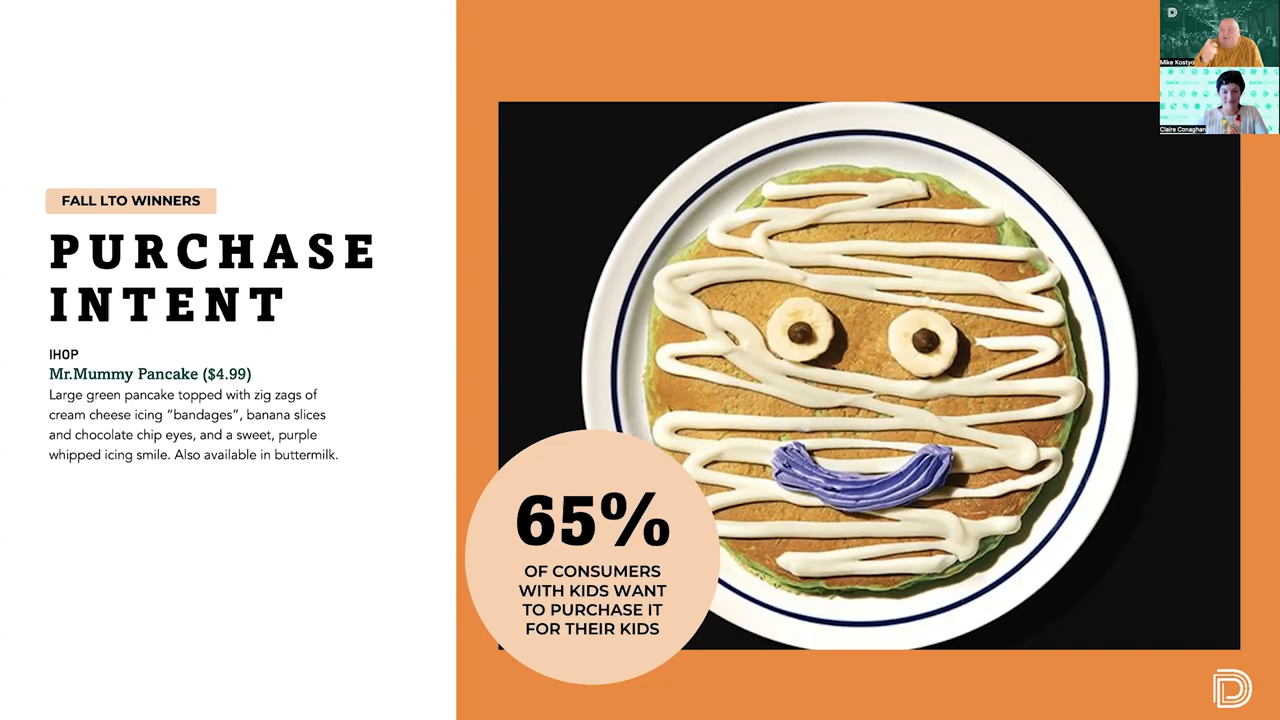 FALL LTO WINNERS
PURCHASE
INTENT
IHOP
Mr.Mummy Pancake ($4.99)
Large green pancake topped with zig zags of
cream cheese icing “bandages”, banana slices
and chocolate chip eyes, and a sweet, purple
whipped icing smile. Also available in buttermilk.
65%
OF CONSUMERS
WITH KIDS WANT
TO PURCHASE IT
FOR THEIR KIDS
Mike Kostyo
Claire Conaghan